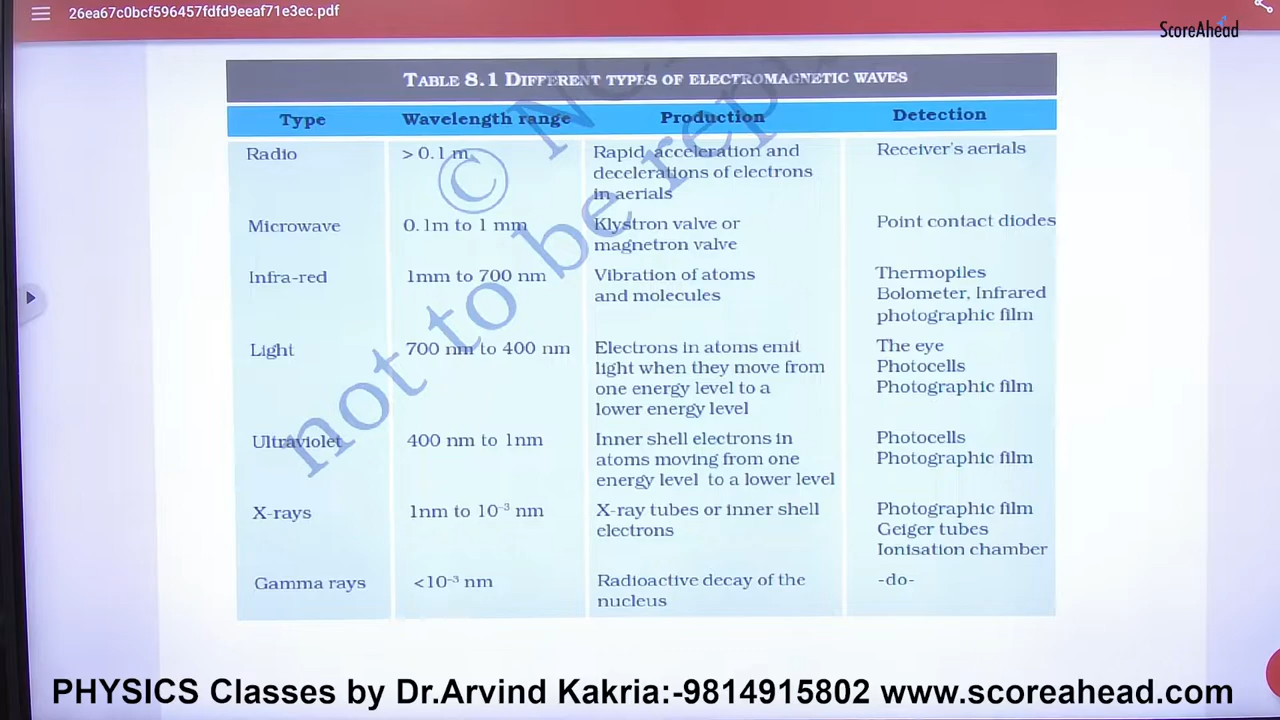 26ea67c0bcf596457fdfd9eeaf71e3ec.pdf
ScoreAhead
TABLE 8.1 DIFFERENT TYPES OF ELECTROMAGNETIC WAVES
Type Wavelength range Production Detection
Radio > 0.1 m Rapid acceleration and Receiver's aerials
decelerations of electrons
in aerials
Microwave 0.1m to 1 mm Klystron valve or Point contact diodes
magnetron valve
Infra-red 1mm to 700 nm Vibration of atoms Thermopiles
and molecules Bolometer, Infrared
photographic film
Light 700 nm to 400 nm Electrons in atoms emit The eye
light when they move from Photocells
one energy level to a Photographic film
lower energy level
Ultraviolet 400 nm to 1nm Inner shell electrons in Photocells
atoms moving from one Photographic film
energy level to a lower level
X-rays 1nm to 10⁻³ nm X-ray tubes or inner shell Photographic film
electrons Geiger tubes
Ionisation chamber
Gamma rays <10⁻³ nm Radioactive decay of the -do-
nucleus
© NC
not to be rep
PHYSICS Classes by Dr.Arvind Kakria:-9814915802 www.scoreahead.com